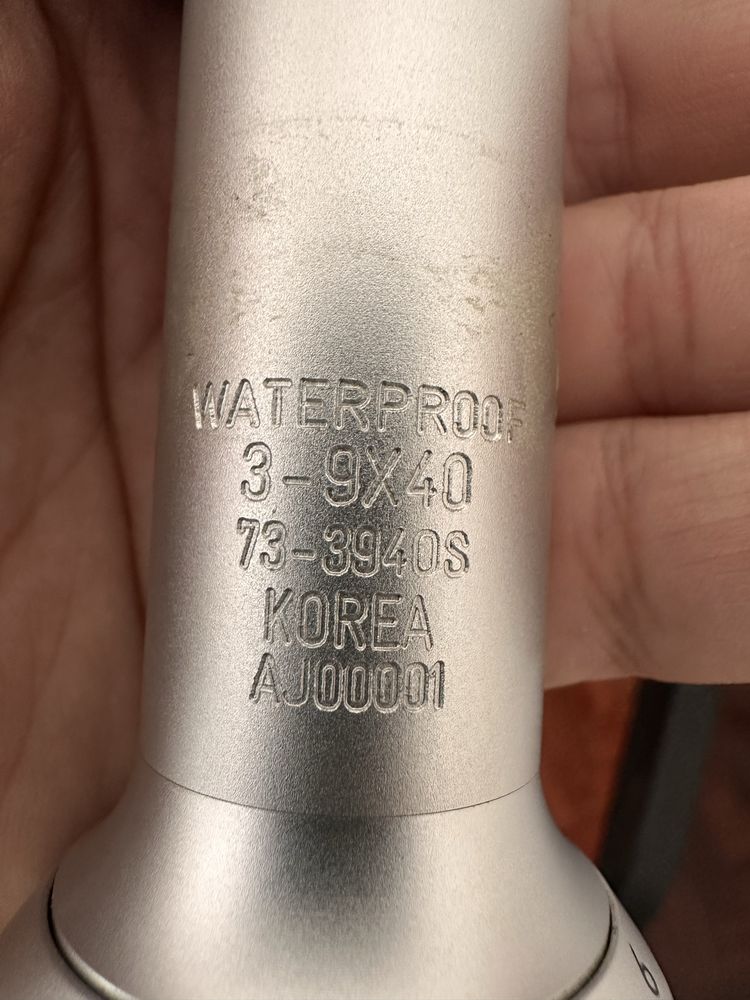 WATERPROOF
3-9X40
73-3940S
KOREA
AJ00001